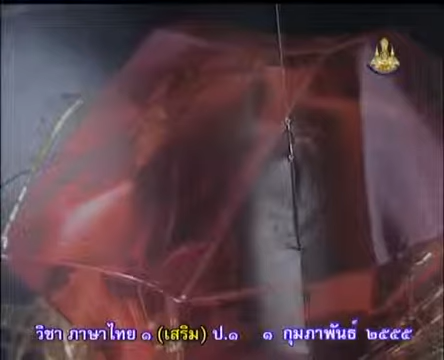 วิชา ภาษาไทย ๑ (เสริม) ป.๑ ๑ กุมภาพันธ์ ๒๕๕๕